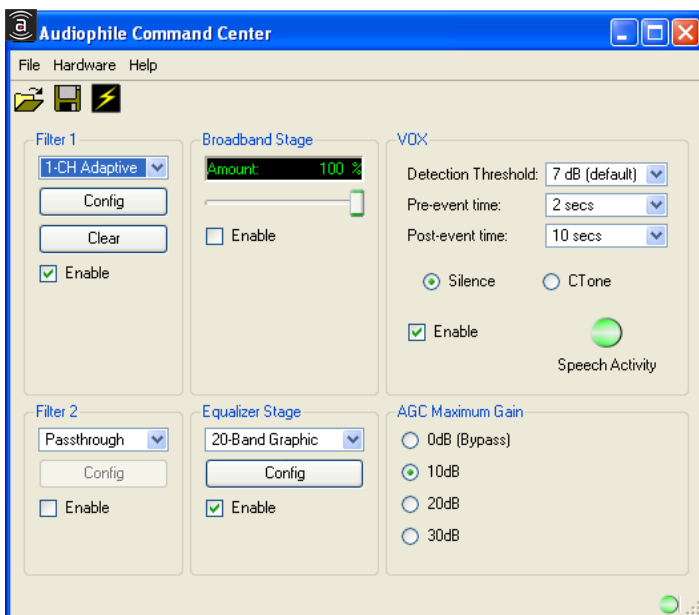 Audiophile Command Center
File Hardware Help
Filter 1
1-CH Adaptive
Config
Clear
Enable
Broadband Stage
Amount: 100 %
Enable
VOX
Detection Threshold: 7 dB (default)
Pre-event time: 2 secs
Post-event time: 10 secs
Silence CTone
Enable
Speech Activity
Filter 2
Passthrough
Config
Enable
Equalizer Stage
20-Band Graphic
Config
Enable
AGC Maximum Gain
0dB (Bypass)
10dB
20dB
30dB